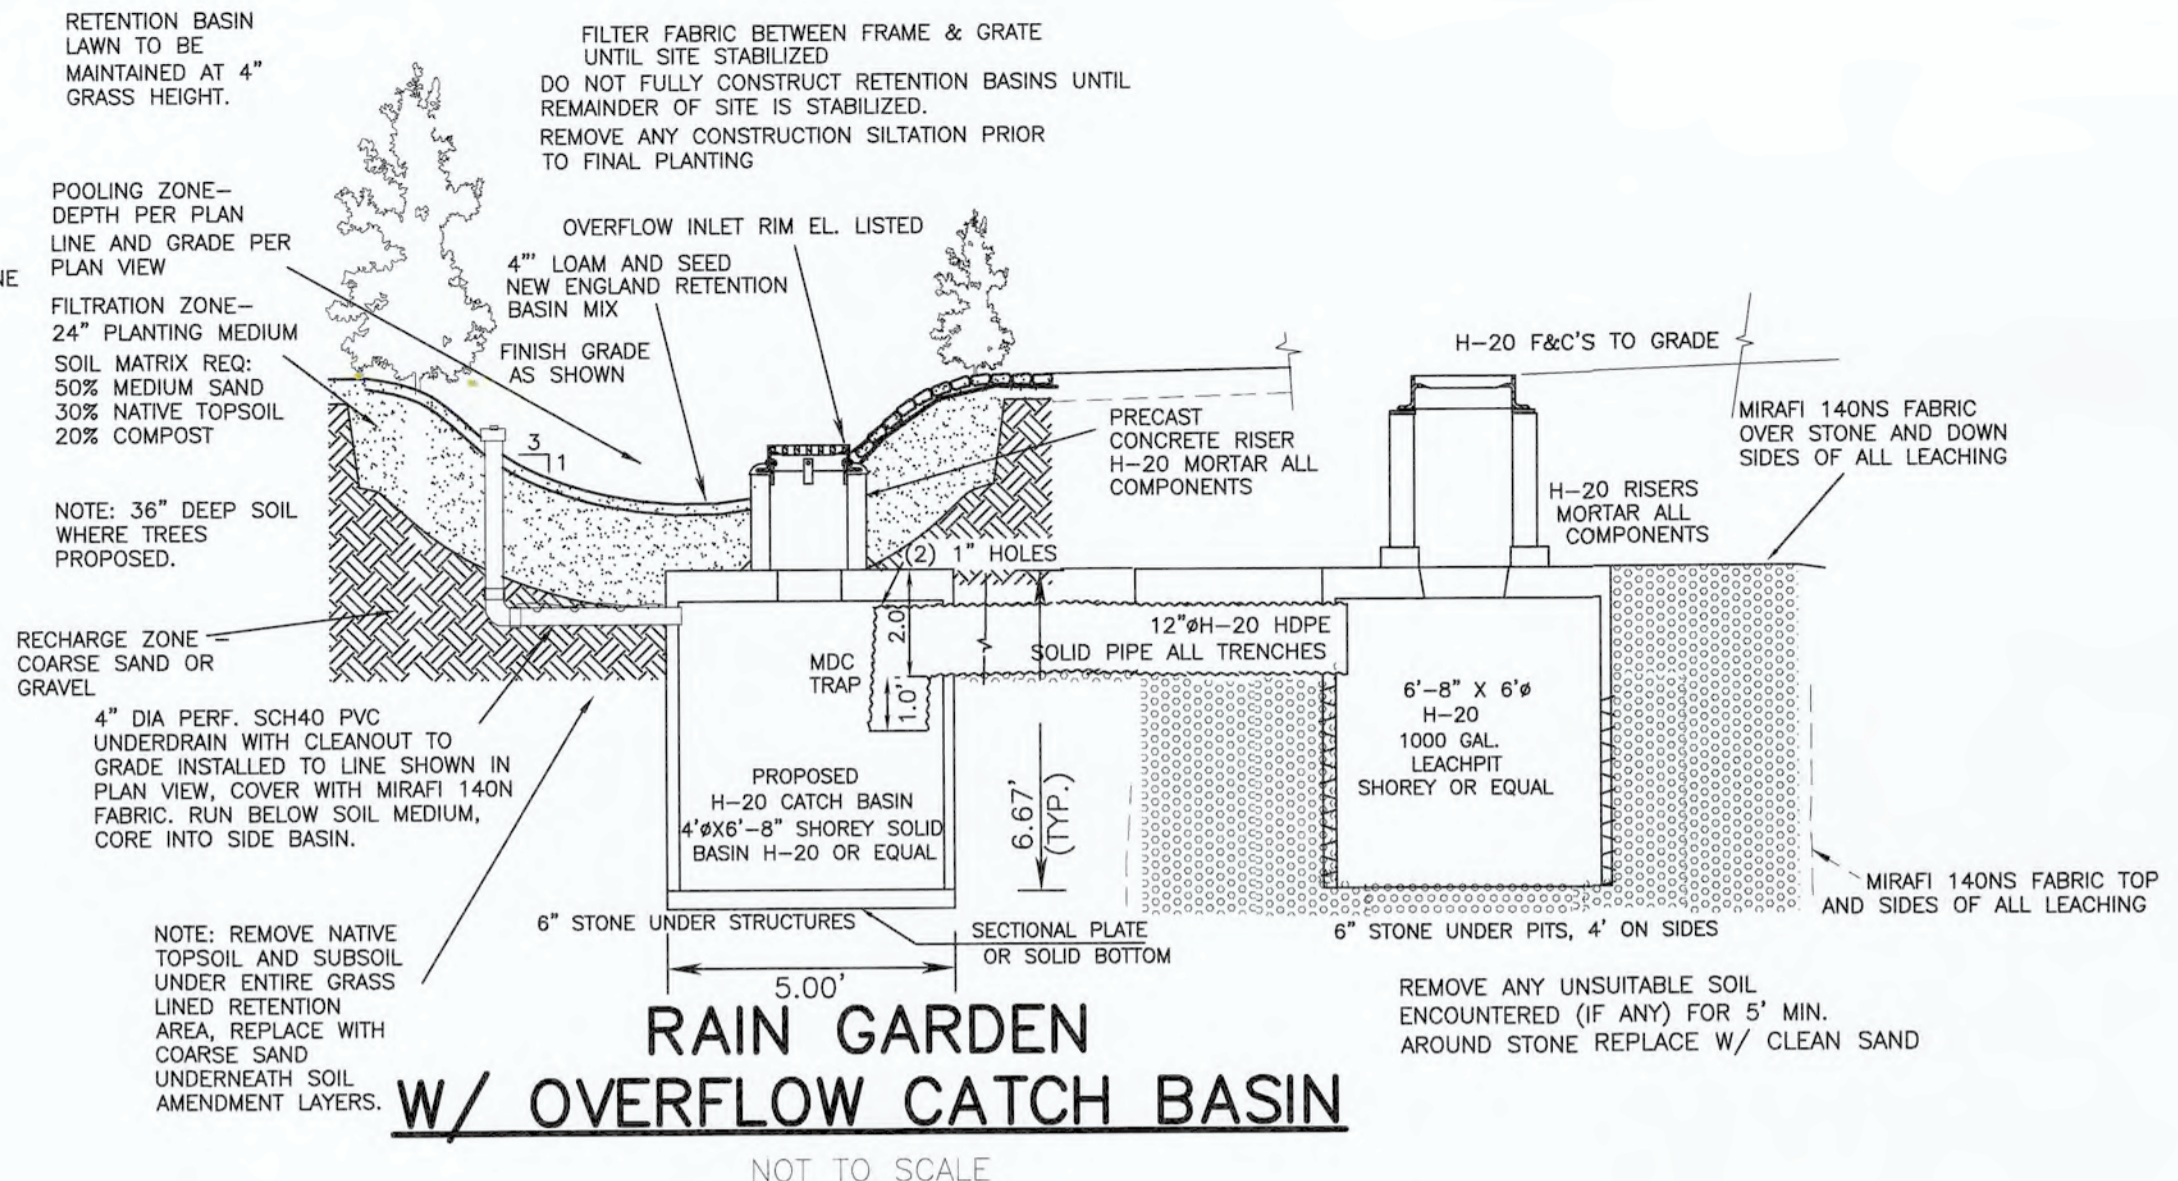 RETENTION BASIN
LAWN TO BE
MAINTAINED AT 4"
GRASS HEIGHT.
FILTER FABRIC BETWEEN FRAME & GRATE
UNTIL SITE STABILIZED
DO NOT FULLY CONSTRUCT RETENTION BASINS UNTIL
REMAINDER OF SITE IS STABILIZED.
REMOVE ANY CONSTRUCTION SILTATION PRIOR
TO FINAL PLANTING
POOLING ZONE-
DEPTH PER PLAN
LINE AND GRADE PER
PLAN VIEW
NE
FILTRATION ZONE-
24" PLANTING MEDIUM
SOIL MATRIX REQ:
50% MEDIUM SAND
30% NATIVE TOPSOIL
20% COMPOST
NOTE: 36" DEEP SOIL
WHERE TREES
PROPOSED.
RECHARGE ZONE -
COARSE SAND OR
GRAVEL
OVERFLOW INLET RIM EL. LISTED
4"' LOAM AND SEED
NEW ENGLAND RETENTION
BASIN MIX
FINISH GRADE
AS SHOWN
3
1
PRECAST
CONCRETE RISER
H-20 MORTAR ALL
COMPONENTS
(2) 1" HOLES
H-20 F&C'S TO GRADE
MIRAFI 140NS FABRIC
OVER STONE AND DOWN
SIDES OF ALL LEACHING
H-20 RISERS
MORTAR ALL
COMPONENTS
2.0'
1.0'
MDC
TRAP
12"øH-20 HDPE
SOLID PIPE ALL TRENCHES
6'-8" X 6'ø
H-20
1000 GAL.
LEACHPIT
SHOREY OR EQUAL
4" DIA PERF. SCH40 PVC
UNDERDRAIN WITH CLEANOUT TO
GRADE INSTALLED TO LINE SHOWN IN
PLAN VIEW, COVER WITH MIRAFI 140N
FABRIC. RUN BELOW SOIL MEDIUM,
CORE INTO SIDE BASIN.
PROPOSED
H-20 CATCH BASIN
4'øX6'-8" SHOREY SOLID
BASIN H-20 OR EQUAL
6.67'
(TYP.)
MIRAFI 140NS FABRIC TOP
AND SIDES OF ALL LEACHING
6" STONE UNDER STRUCTURES
SECTIONAL PLATE
OR SOLID BOTTOM
6" STONE UNDER PITS, 4' ON SIDES
NOTE: REMOVE NATIVE
TOPSOIL AND SUBSOIL
UNDER ENTIRE GRASS
LINED RETENTION
AREA, REPLACE WITH
COARSE SAND
UNDERNEATH SOIL
AMENDMENT LAYERS.
5.00'
REMOVE ANY UNSUITABLE SOIL
ENCOUNTERED (IF ANY) FOR 5' MIN.
AROUND STONE REPLACE W/ CLEAN SAND
RAIN GARDEN
W/ OVERFLOW CATCH BASIN
NOT TO SCALE